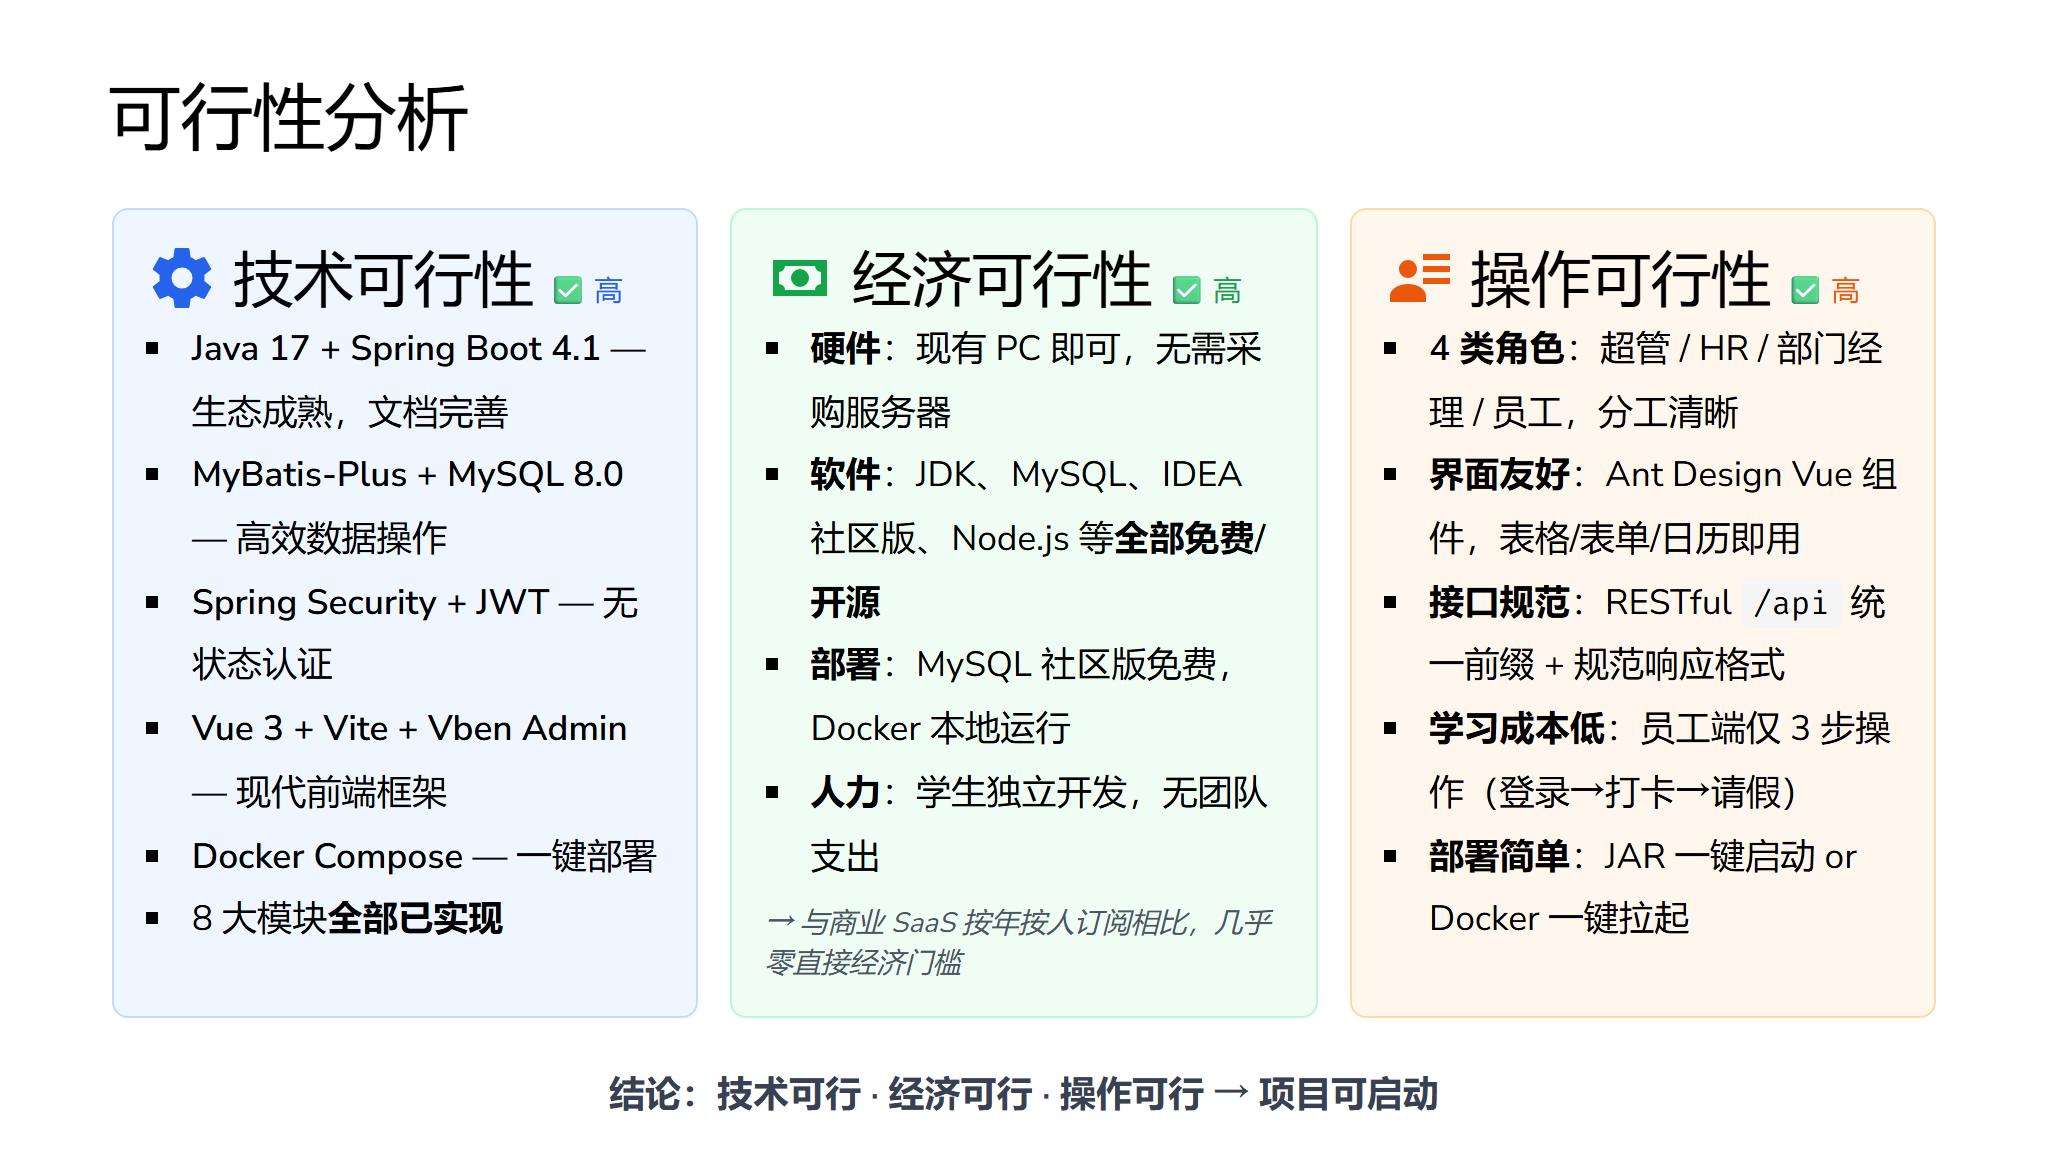 可行性分析
技术可行性 ✅ 高
▪ Java 17 + Spring Boot 4.1 —
生态成熟，文档完善
▪ MyBatis-Plus + MySQL 8.0
— 高效数据操作
▪ Spring Security + JWT — 无
状态认证
▪ Vue 3 + Vite + Vben Admin
— 现代前端框架
▪ Docker Compose — 一键部署
▪ 8 大模块全部已实现
经济可行性 ✅ 高
▪ 硬件：现有 PC 即可，无需采
购服务器
▪ 软件：JDK、MySQL、IDEA
社区版、Node.js 等全部免费/
开源
▪ 部署：MySQL 社区版免费，
Docker 本地运行
▪ 人力：学生独立开发，无团队
支出
→ 与商业 SaaS 按年按人订阅相比，几乎
零直接经济门槛
操作可行性 ✅ 高
▪ 4 类角色：超管 / HR / 部门经
理 / 员工，分工清晰
▪ 界面友好：Ant Design Vue 组
件，表格/表单/日历即用
▪ 接口规范：RESTful /api 统
一前缀 + 规范响应格式
▪ 学习成本低：员工端仅 3 步操
作（登录→打卡→请假）
▪ 部署简单：JAR 一键启动 or
Docker 一键拉起
结论：技术可行 · 经济可行 · 操作可行 → 项目可启动